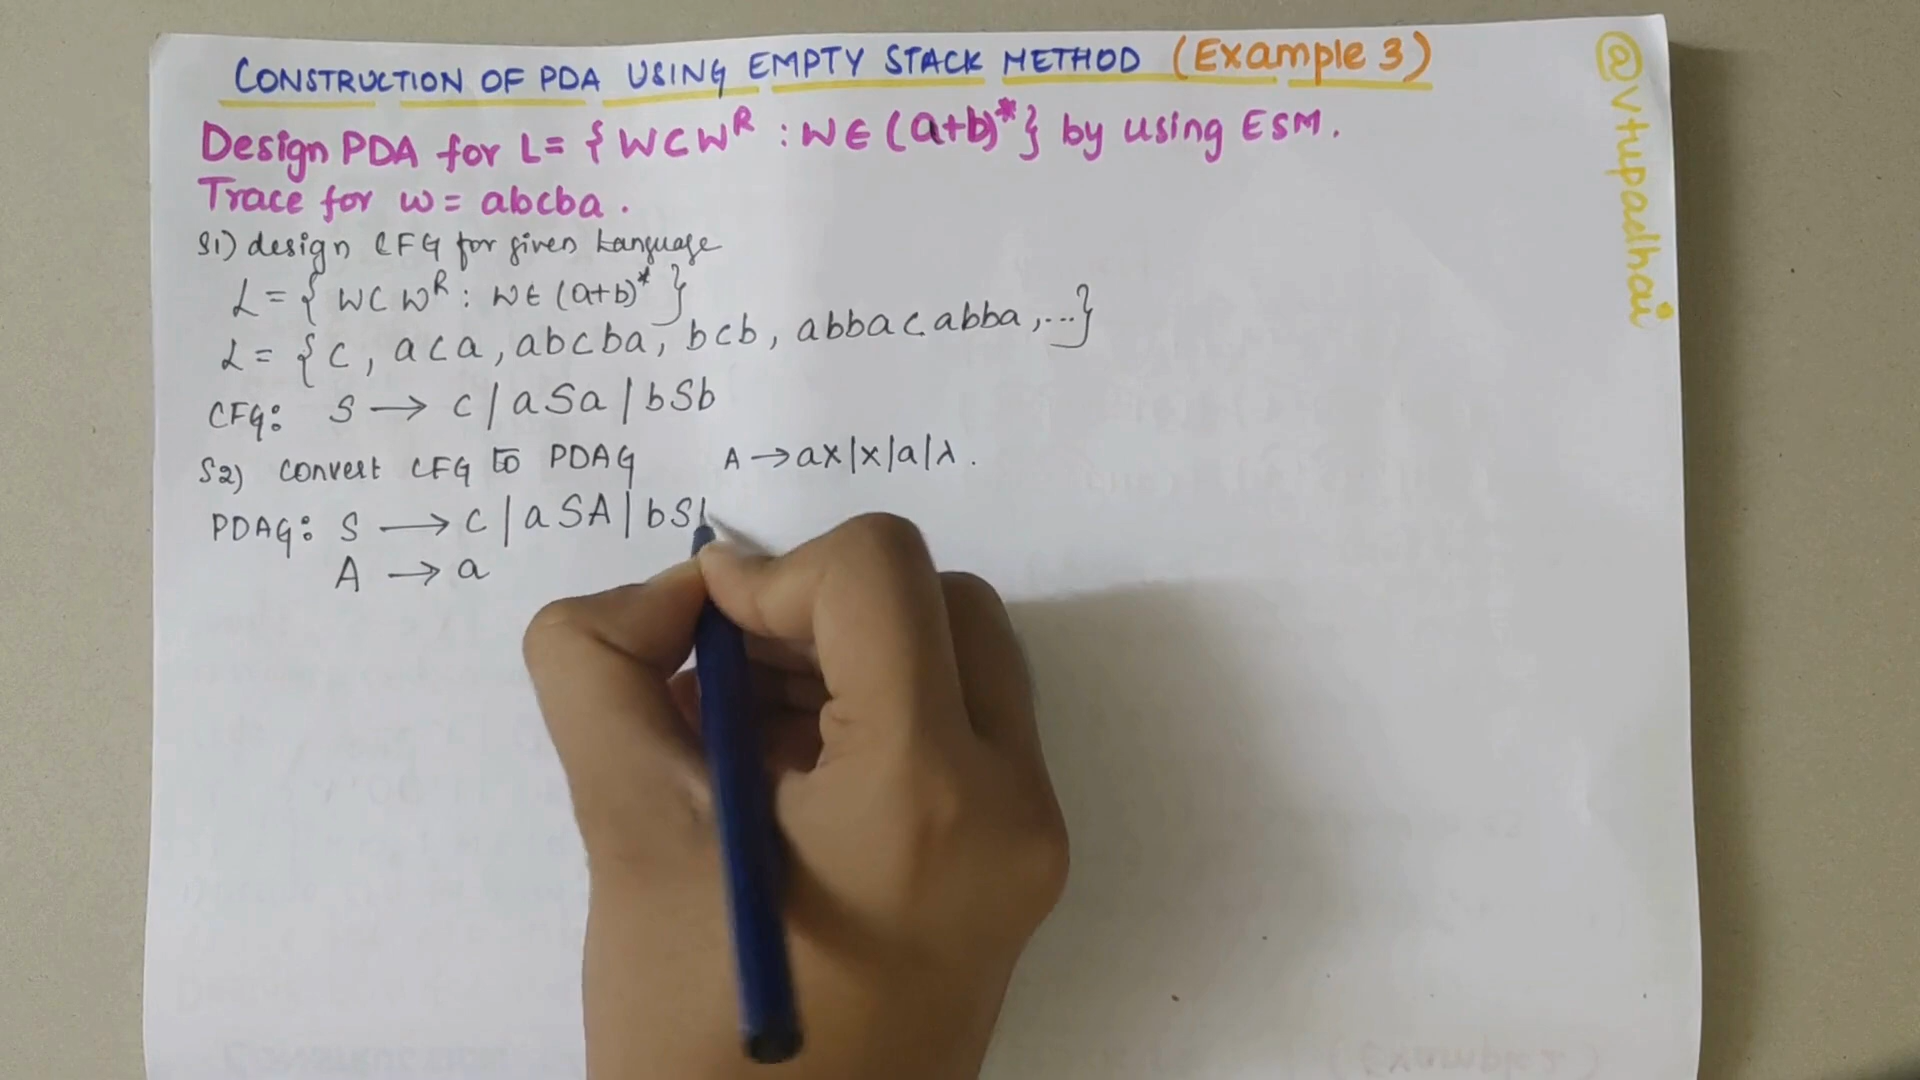 CONSTRUCTION OF PDA USING EMPTY STACK METHOD (Example 3)
Design PDA for L= { WCW^R : W∈ (a+b)^* } by using ESM.
Trace for w= abcba .
S1) design CFG for given Language
L = { WCW^R : W∈ (a+b)^* }
L = { c, aca, abcba, bcb, abbacabba ,...}
CFG: S → c / aSa / bSb
S2) Convert CFG to PDAG A → ax|x|a|λ .
PDAG: S → c | aSA | bS
A → a
@vtupadhai